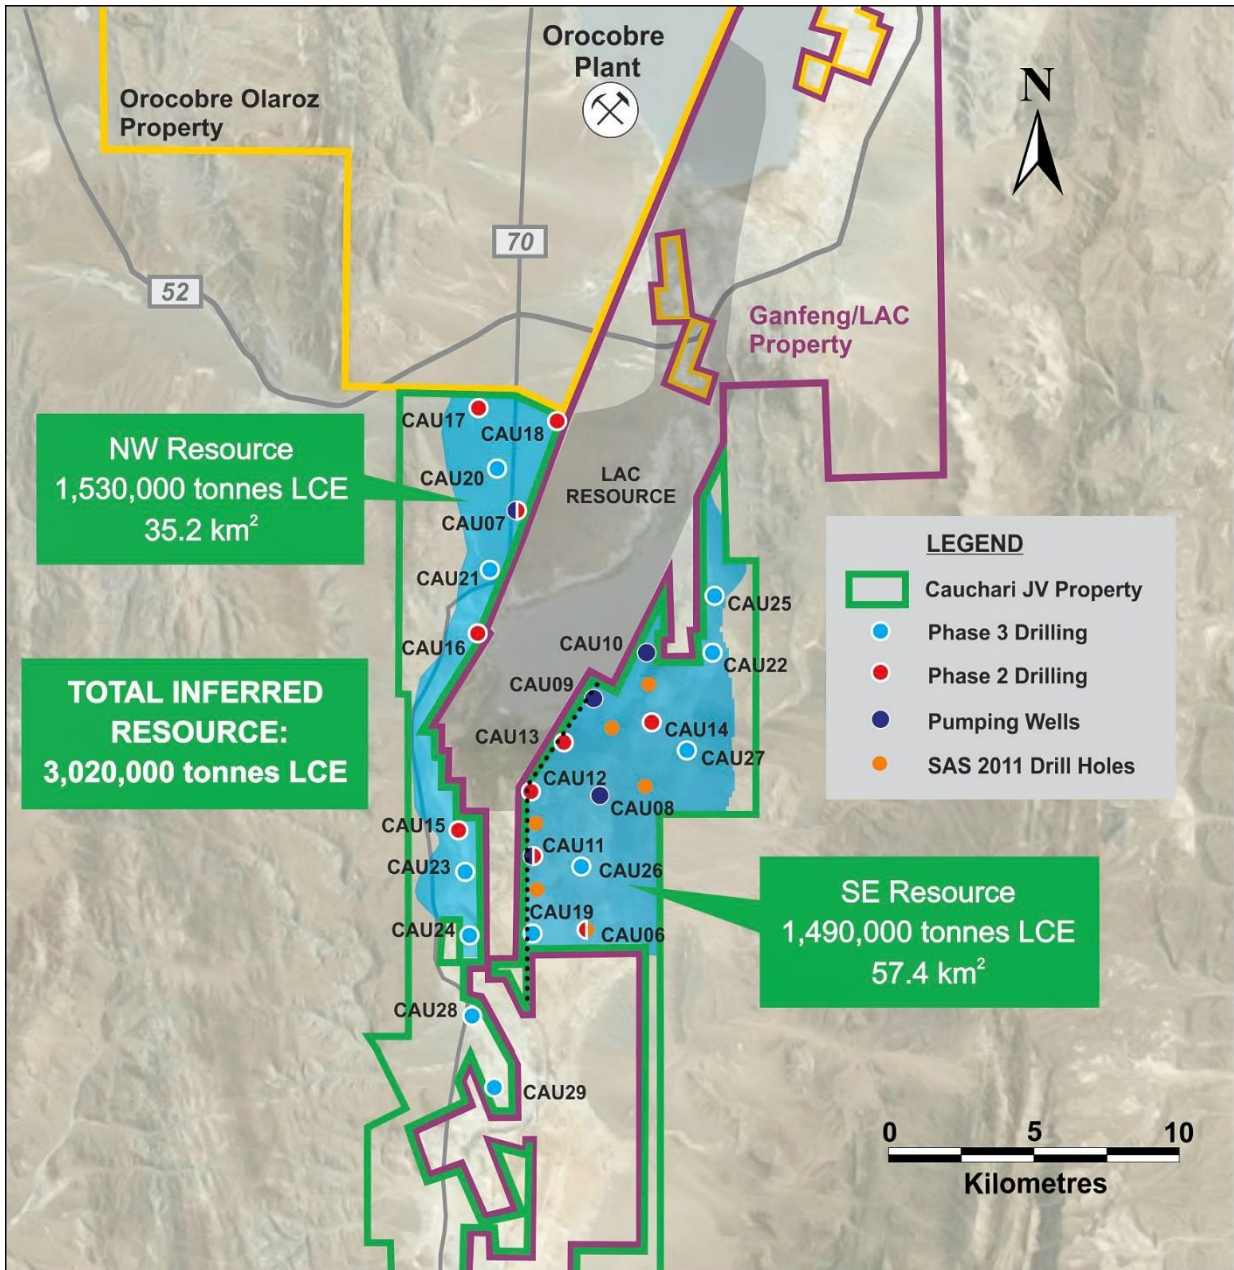 Orocobre
Plant
N
Orocobre Olaroz
Property
70
52
Ganfeng/LAC
Property
CAU17
CAU18
NW Resource
1,530,000 tonnes LCE
35.2 km²
CAU20
LAC
RESOURCE
CAU07
LEGEND
Cauchari JV Property
Phase 3 Drilling
Phase 2 Drilling
Pumping Wells
SAS 2011 Drill Holes
CAU21
CAU25
CAU16
CAU10
CAU22
TOTAL INFERRED
RESOURCE:
3,020,000 tonnes LCE
CAU09
CAU14
CAU13
CAU27
CAU12
CAU08
CAU15
CAU11
CAU23
CAU26
SE Resource
1,490,000 tonnes LCE
57.4 km²
CAU19
CAU24
CAU06
CAU28
CAU29
0 5 10
Kilometres